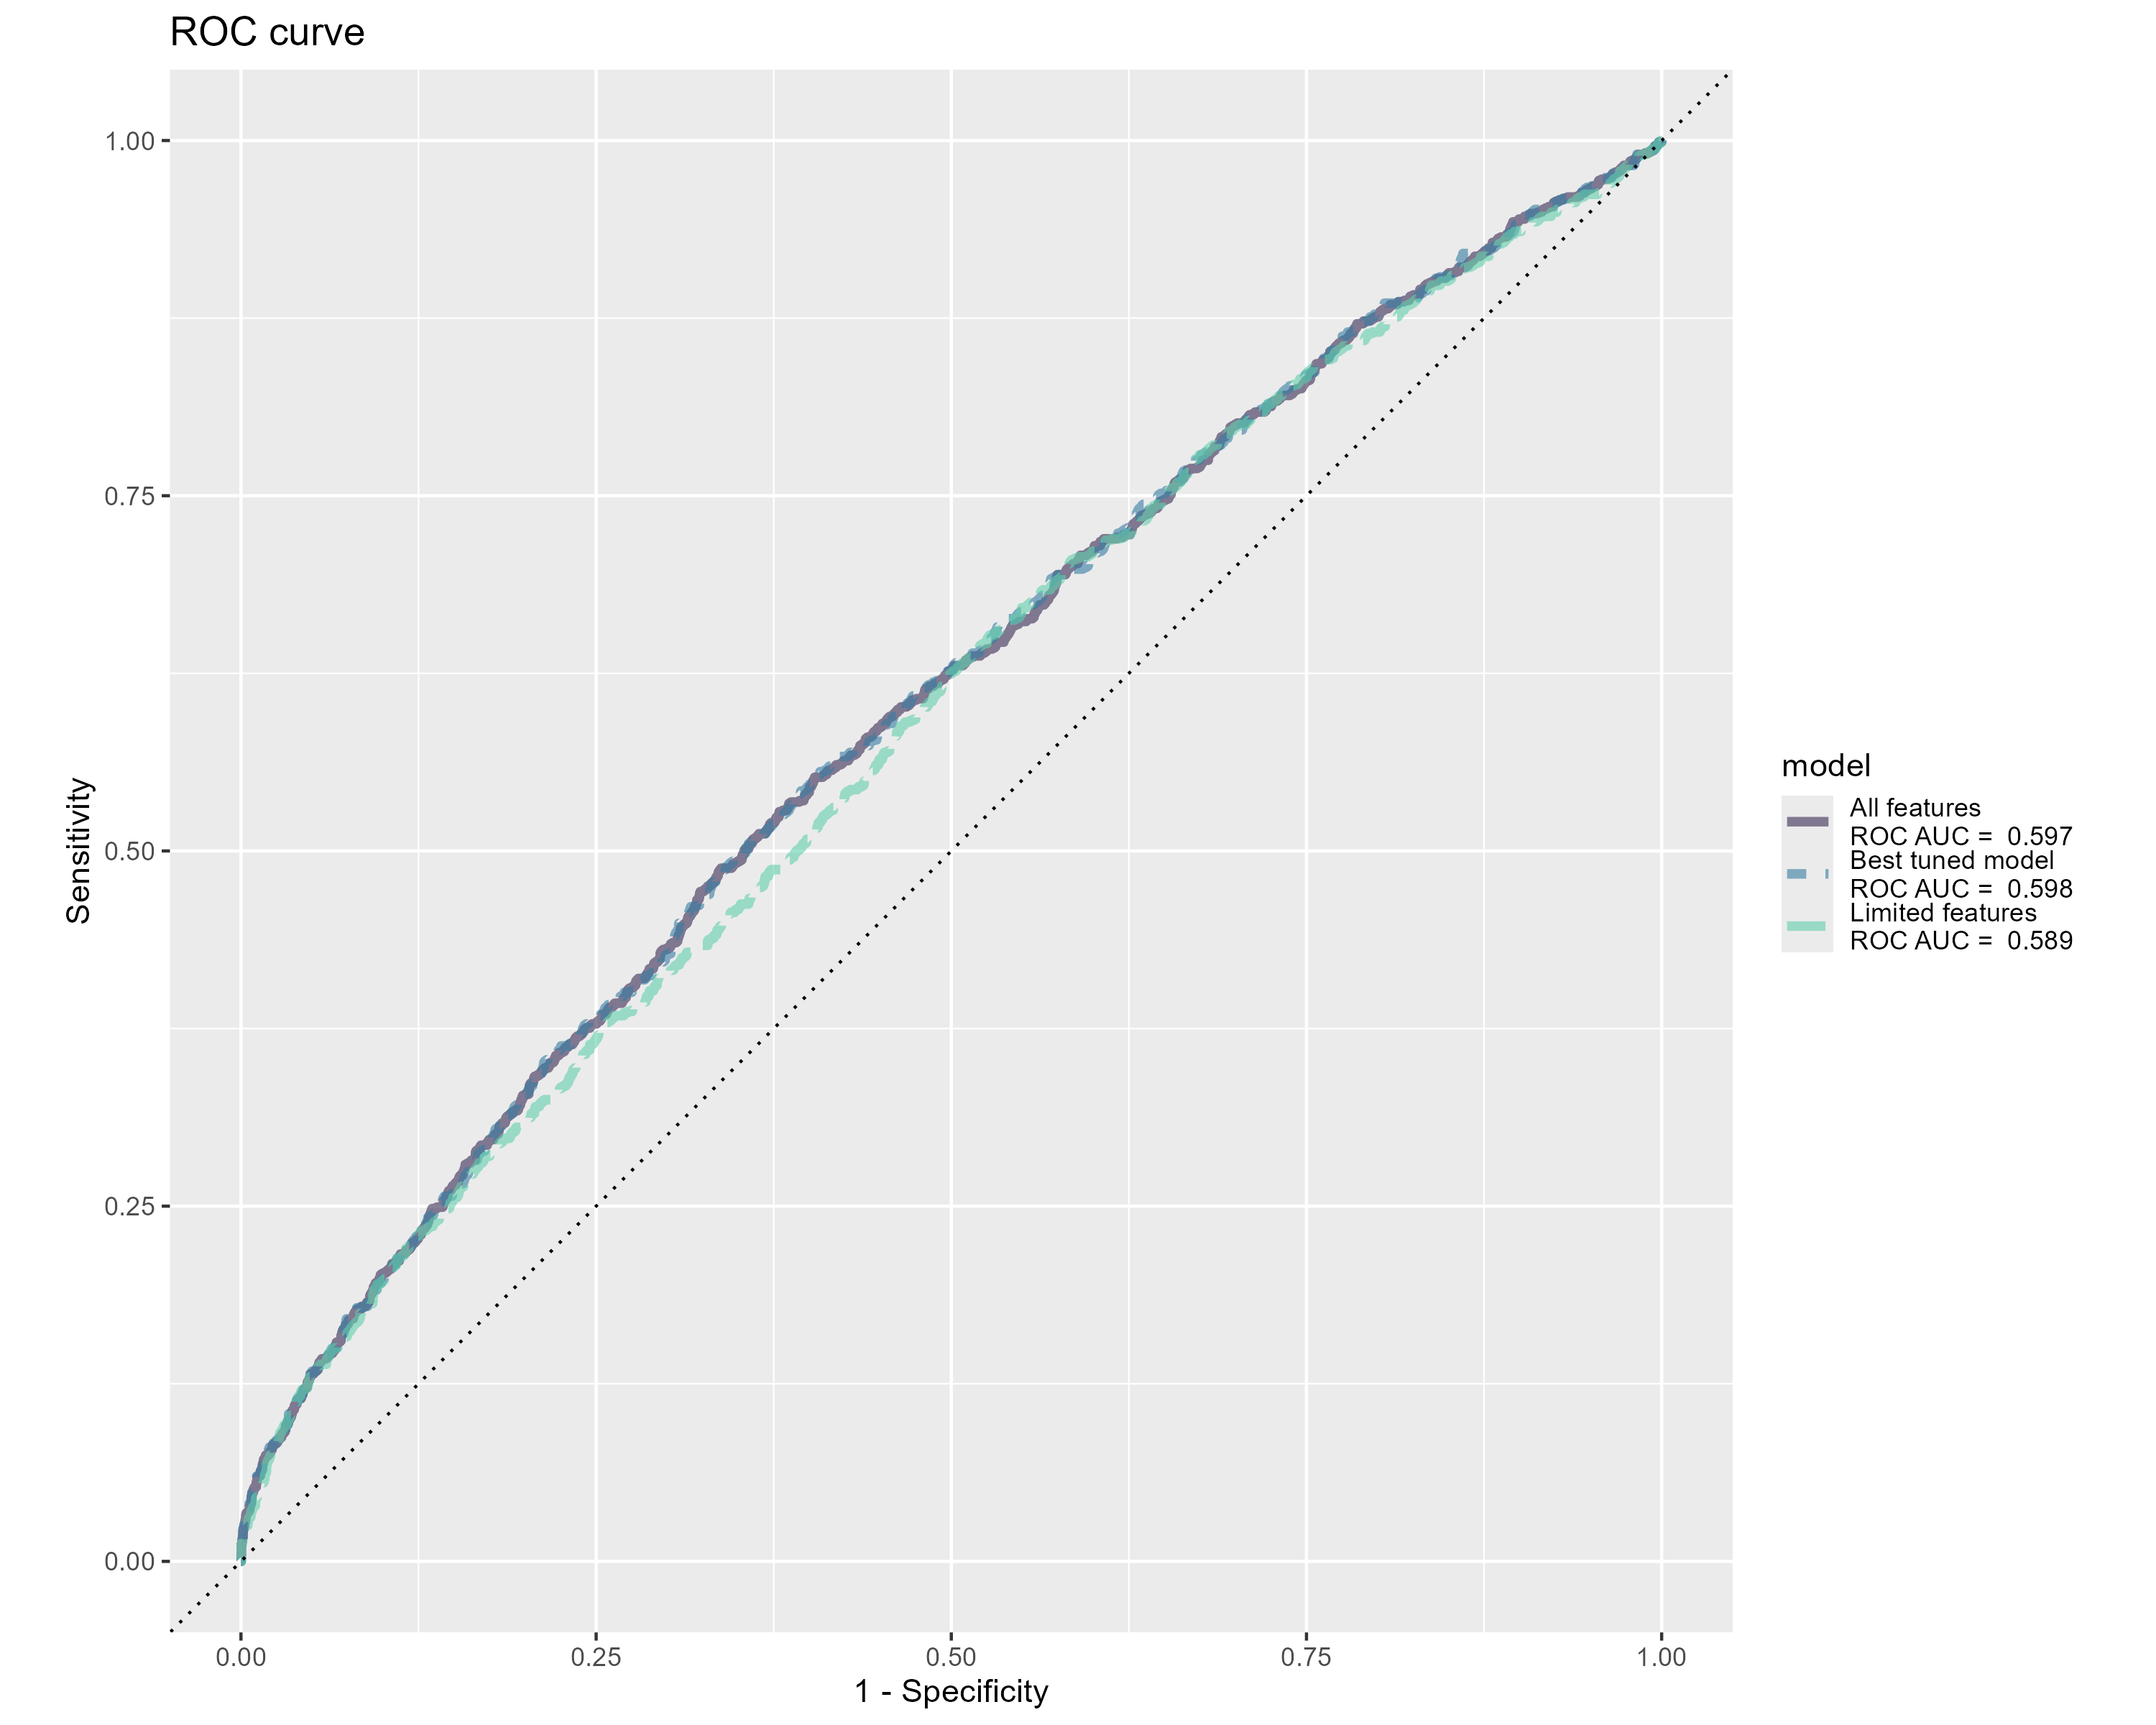 ROC curve
1.00
0.75
0.50
0.25
0.00
Sensitivity
0.00 0.25 0.50 0.75 1.00
1 - Specificity
model
All features
ROC AUC = 0.597
Best tuned model
ROC AUC = 0.598
Limited features
ROC AUC = 0.589